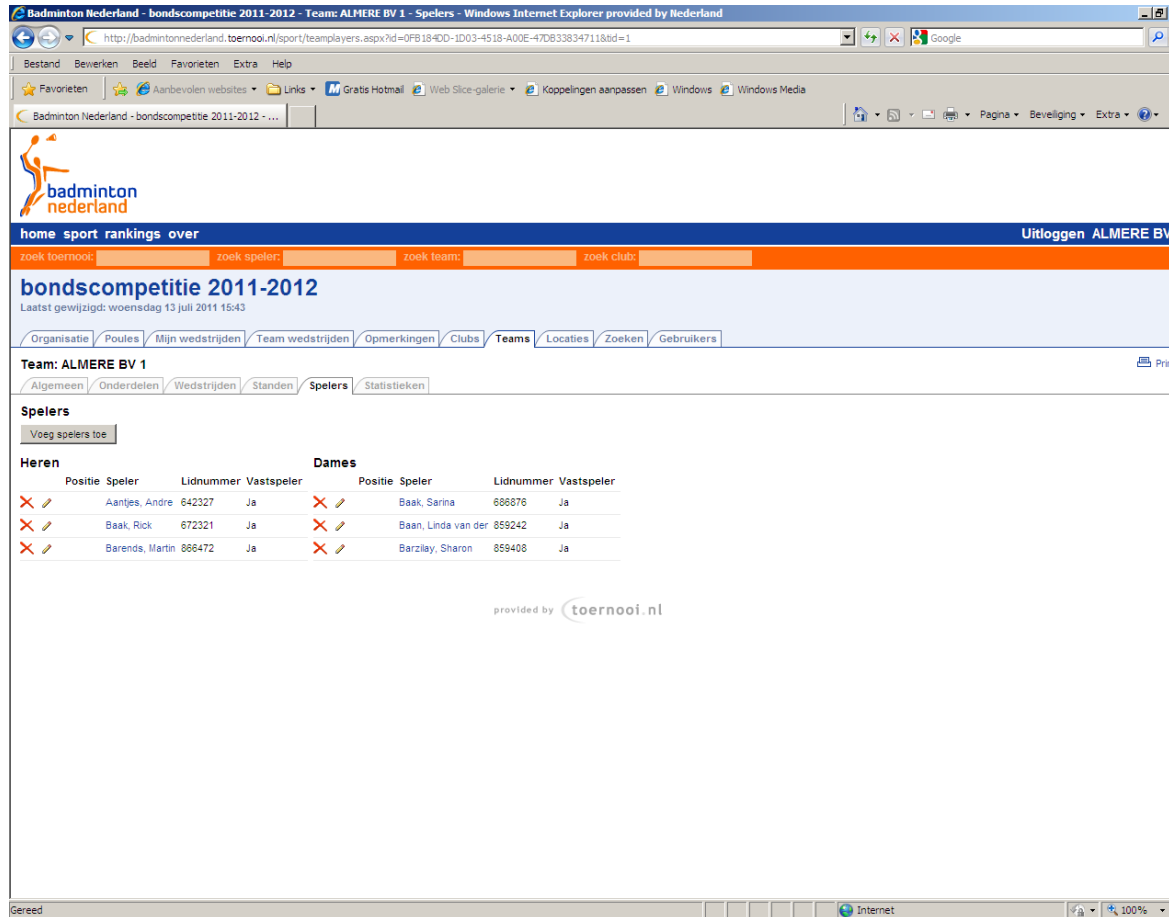 Badminton Nederland - bondscompetitie 2011-2012 - Team: ALMERE BV 1 - Spelers - Windows Internet Explorer provided by Nederland
http://badmintonnederland.toernooi.nl/sport/teamplayers.aspx?id=0FB184DD-1D03-4518-A00E-47DB33834711&tid=1 Google
Bestand Bewerken Beeld Favorieten Extra Help
Favorieten Aanbevolen websites Links Gratis Hotmail Web Slice-galerie Koppelingen aanpassen Windows Windows Media
Badminton Nederland - bondscompetitie 2011-2012 - ... Pagina Beveiliging Extra
badminton
nederland
home sport rankings over Uitloggen ALMERE BV
zoek toernooi: zoek speler: zoek team: zoek club:
bondscompetitie 2011-2012
Laatst gewijzigd: woensdag 13 juli 2011 15:43
Organisatie Poules Mijn wedstrijden Team wedstrijden Opmerkingen Clubs Teams Locaties Zoeken Gebruikers
Team: ALMERE BV 1 Prin
Algemeen Onderdelen Wedstrijden Standen Spelers Statistieken
Spelers
Voeg spelers toe
Heren Dames
Positie Speler Lidnummer Vastspeler Positie Speler Lidnummer Vastspeler
Aantjes, Andre 642327 Ja Baak, Sarina 686876 Ja
Baak, Rick 672321 Ja Baan, Linda van der 859242 Ja
Barends, Martin 866472 Ja Barzilay, Sharon 859408 Ja
provided by toernooi.nl
Gereed Internet 100%